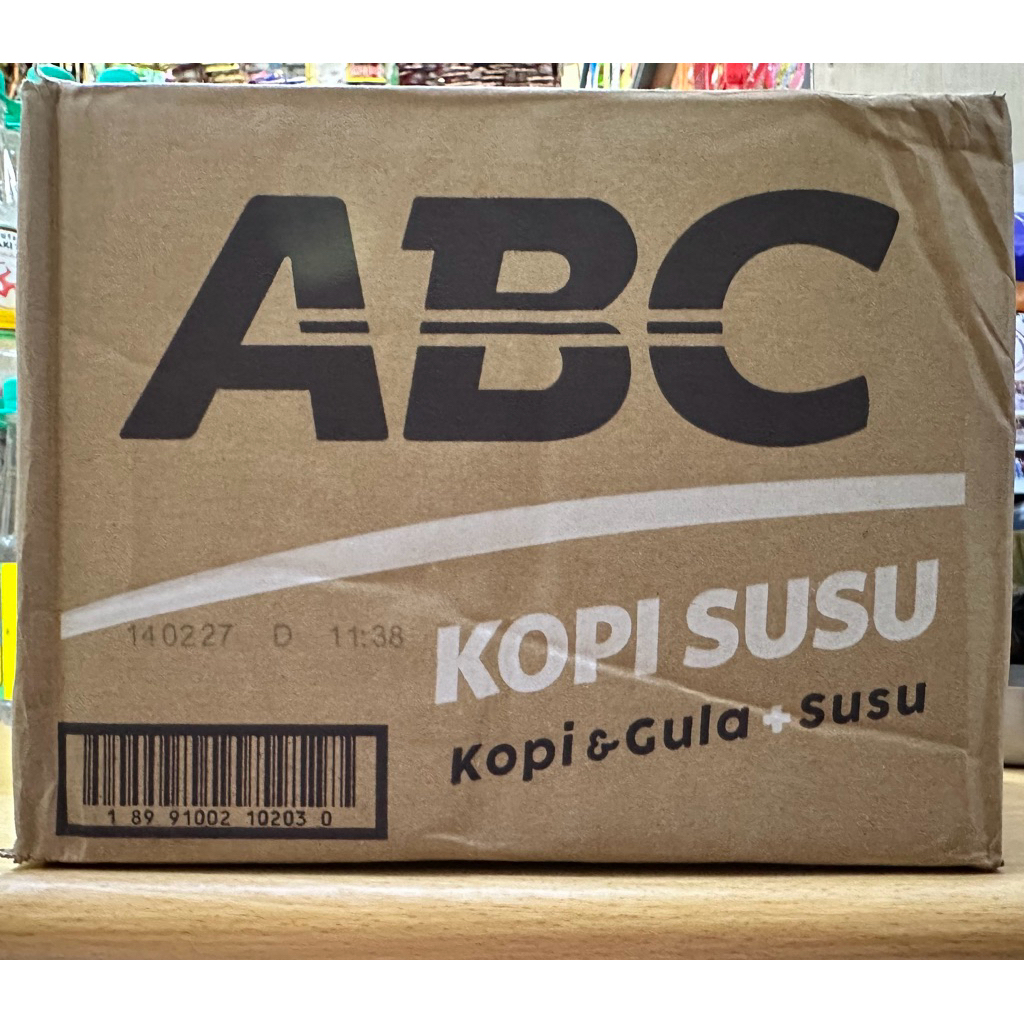 ABC
KOPI SUSU
140227 D 11:38
Kopi & Gula + Susu
1 89 91002 10203 0